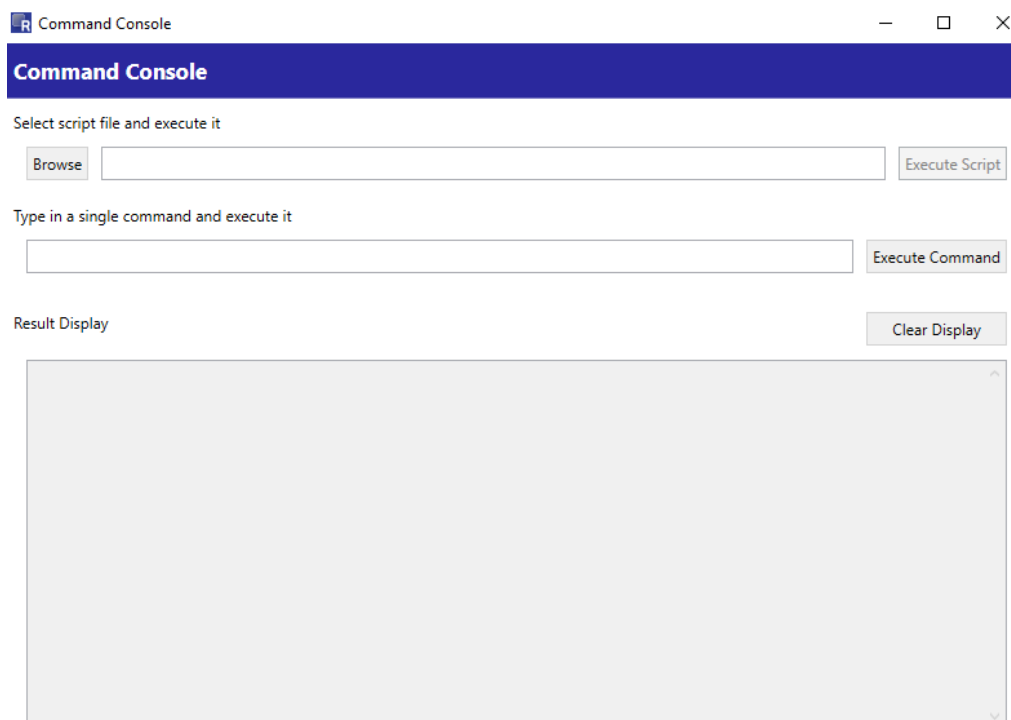 R Command Console
Command Console
Select script file and execute it
Browse Execute Script
Type in a single command and execute it
Execute Command
Result Display Clear Display